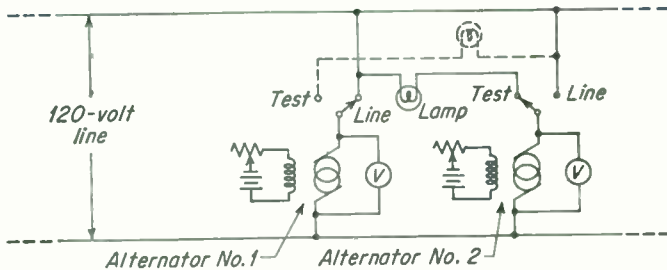 Test
Line
Lamp
Test
Line
120-volt
line
V
V
Alternator No. 1
Alternator No. 2